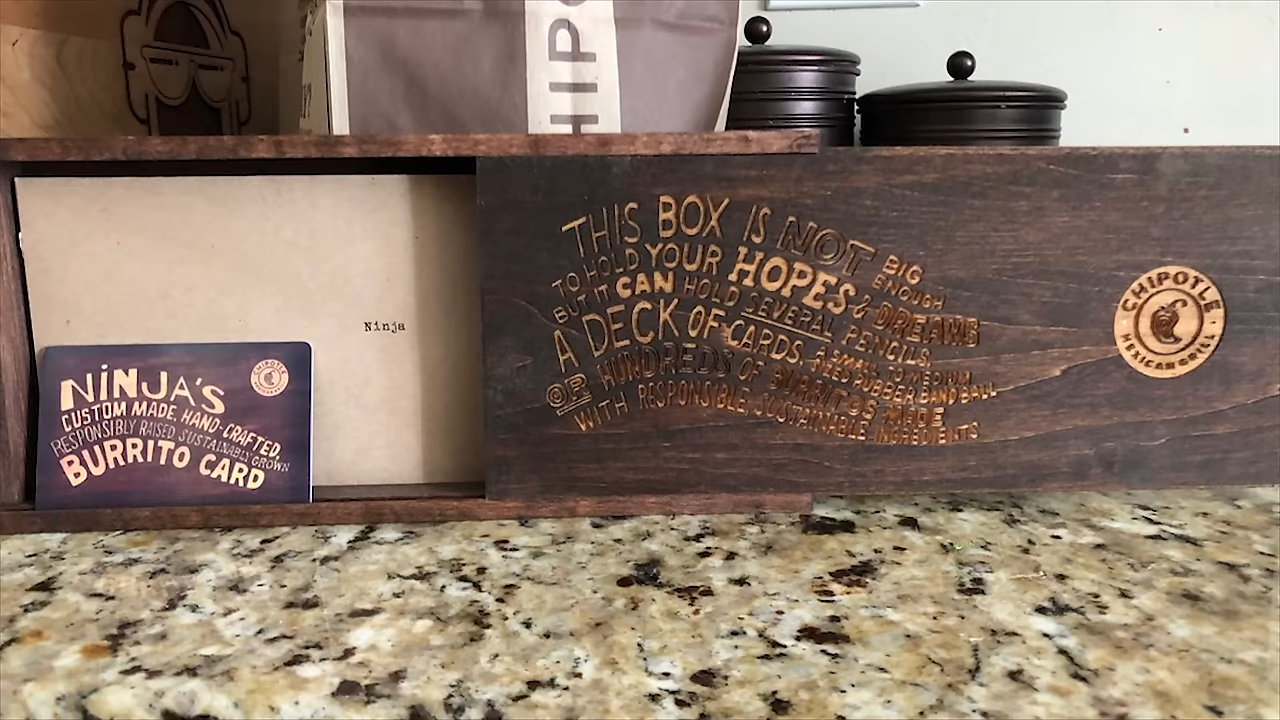 CHIPO
Ninja
NINJA'S
CUSTOM MADE, HAND-CRAFTED,
RESPONSIBLY RAISED SUSTAINABLY GROWN
BURRITO CARD
CHIPOTLE
THIS BOX IS NOT BIG ENOUGH
TO HOLD YOUR HOPES & DREAMS
BUT IT CAN HOLD SEVERAL PENCILS,
A DECK OF CARDS, A SMALL TO MEDIUM
SIZED RUBBER BAND BALL
OR HUNDREDS OF BURRITOS MADE
WITH RESPONSIBLE, SUSTAINABLE INGREDIENTS
CHIPOTLE
MEXICAN GRILL